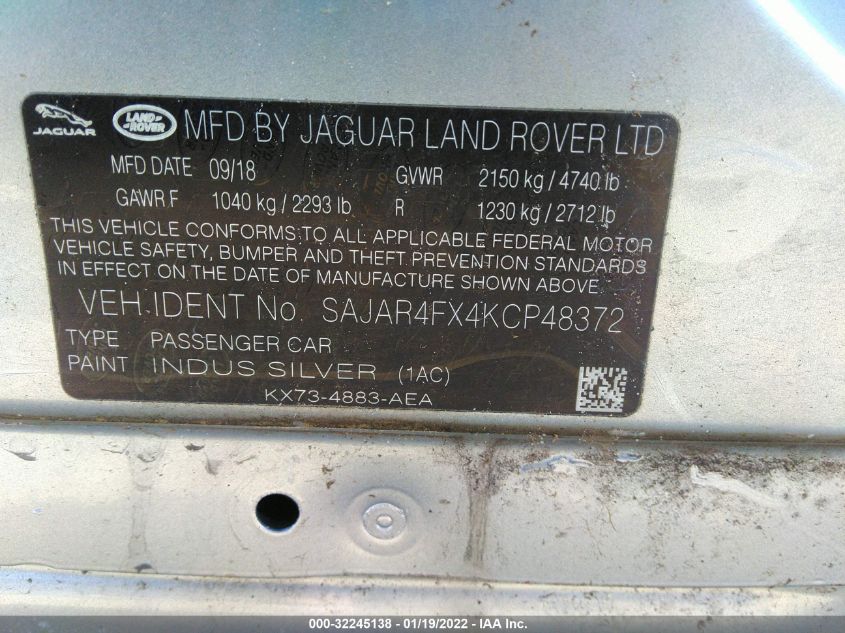 JAGUAR LAND ROVER MFD BY JAGUAR LAND ROVER LTD
MFD DATE 09/18 GVWR 2150 kg / 4740 lb
GAWR F 1040 kg / 2293 lb R 1230 kg / 2712 lb
THIS VEHICLE CONFORMS TO ALL APPLICABLE FEDERAL MOTOR
VEHICLE SAFETY, BUMPER AND THEFT PREVENTION STANDARDS
IN EFFECT ON THE DATE OF MANUFACTURE SHOWN ABOVE.
VEH IDENT No. SAJAR4FX4KCP48372
TYPE PASSENGER CAR
PAINT INDUS SILVER (1AC)
KX73-4883-AEA
000-32245138 - 01/19/2022 - IAA Inc.